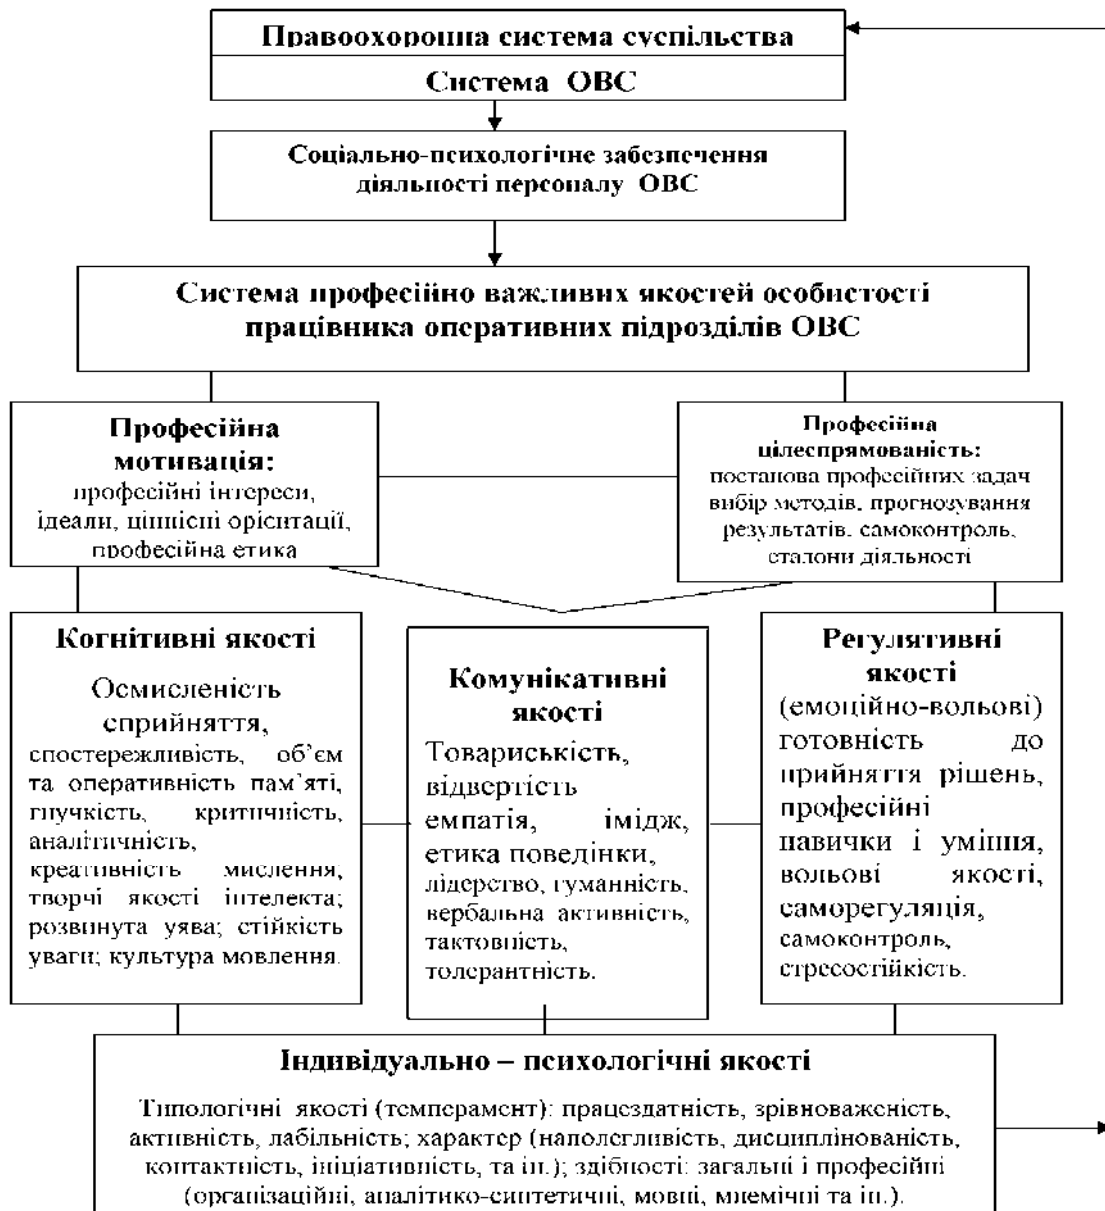 Правоохоронна система суспільства
Система ОВС
Соціально-психологічне забезпечення
діяльності персоналу ОВС
Система професійно важливих якостей особистості
працівника оперативних підрозділів ОВС
Професійна
мотивація:
професійні інтереси,
ідеали, ціннісні орієнтації,
професійна етика
Професійна
цілеспрямованість:
постанова професійних задач
вибір методів, прогнозування
результатів, самоконтроль,
еталони діяльності
Когнітивні якості
Осмисленість
сприйняття,
спостережливість, об’єм
та оперативність пам’яті,
гнучкість, критичність,
аналітичність,
креативність мислення;
творчі якості інтелекта;
розвинута уява; стійкість
уваги; культура мовлення.
Комунікативні
якості
Товариськість,
відвертість
емпатія, імідж,
етика поведінки,
лідерство, гуманність,
вербальна активність,
тактовність,
толерантність.
Регулятивні
якості
(емоційно-вольові)
готовність до
прийняття рішень,
професійні
навички і уміння,
вольові якості,
саморегуляція,
самоконтроль,
стресостійкість.
Індивідуально – психологічні якості
Типологічні якості (темперамент): працездатність, зрівноваженість,
активність, лабільність; характер (наполегливість, дисциплінованість,
контактність, ініціативність, та ін.); здібності: загальні і професійні
(організаційні, аналітико-синтетичні, мовні, мнемічні та ін.).